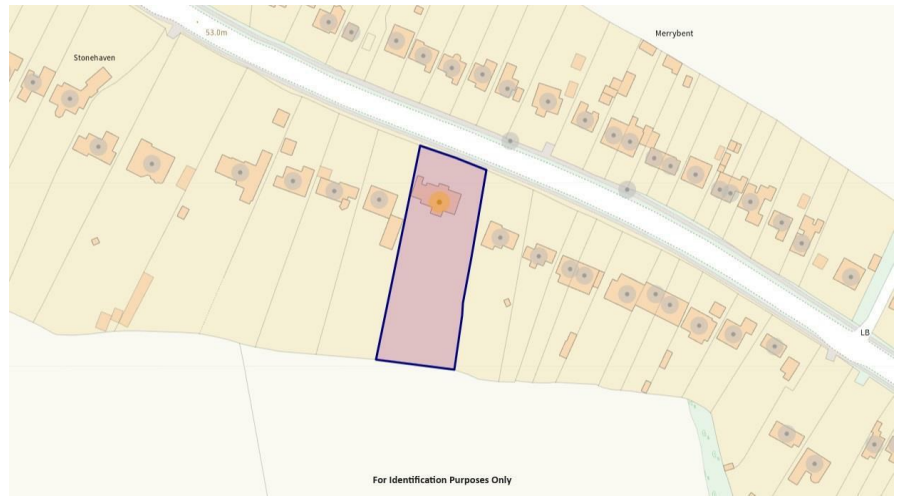 53.0m
Merrybent
Stonehaven
LB
For Identification Purposes Only